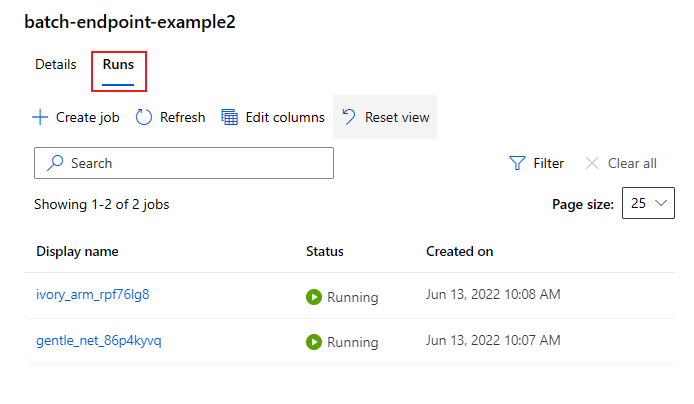 batch-endpoint-example2
Details Runs
Create job Refresh Edit columns Reset view
Search Filter Clear all
Showing 1-2 of 2 jobs Page size: 25
Display name Status Created on
ivory_arm_rpf76lg8 Running Jun 13, 2022 10:08 AM
gentle_net_86p4kyvq Running Jun 13, 2022 10:07 AM